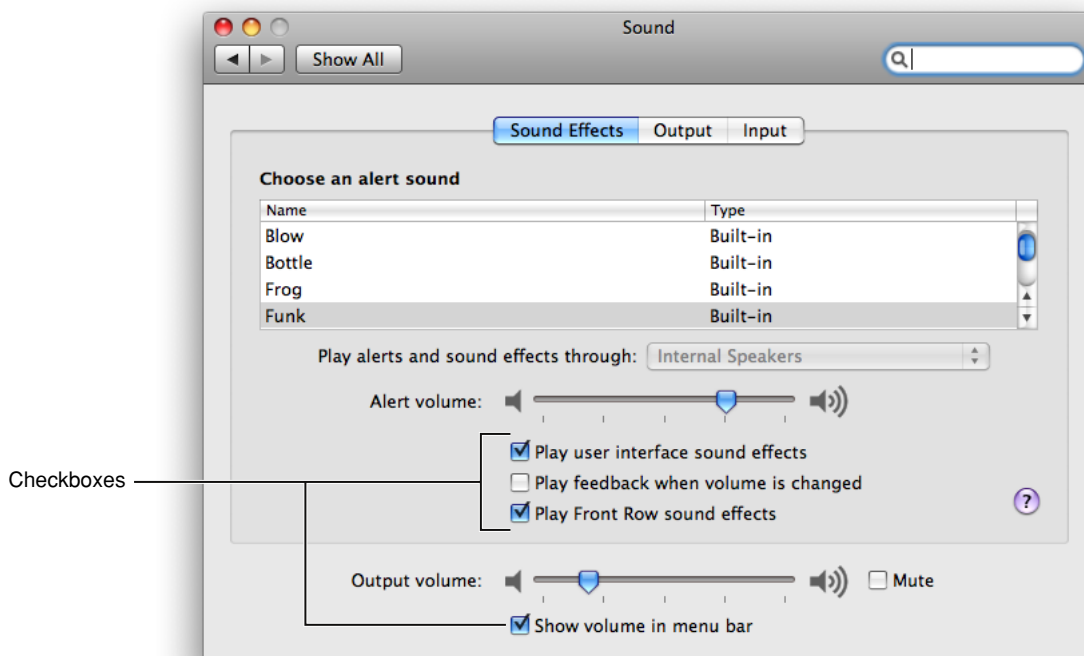 Sound
Show All
Sound Effects Output Input
Choose an alert sound
Name Type
Blow Built-in
Bottle Built-in
Frog Built-in
Funk Built-in
Play alerts and sound effects through: Internal Speakers
Alert volume:
Play user interface sound effects
Checkboxes
Play feedback when volume is changed
?
Play Front Row sound effects
Output volume: Mute
Show volume in menu bar